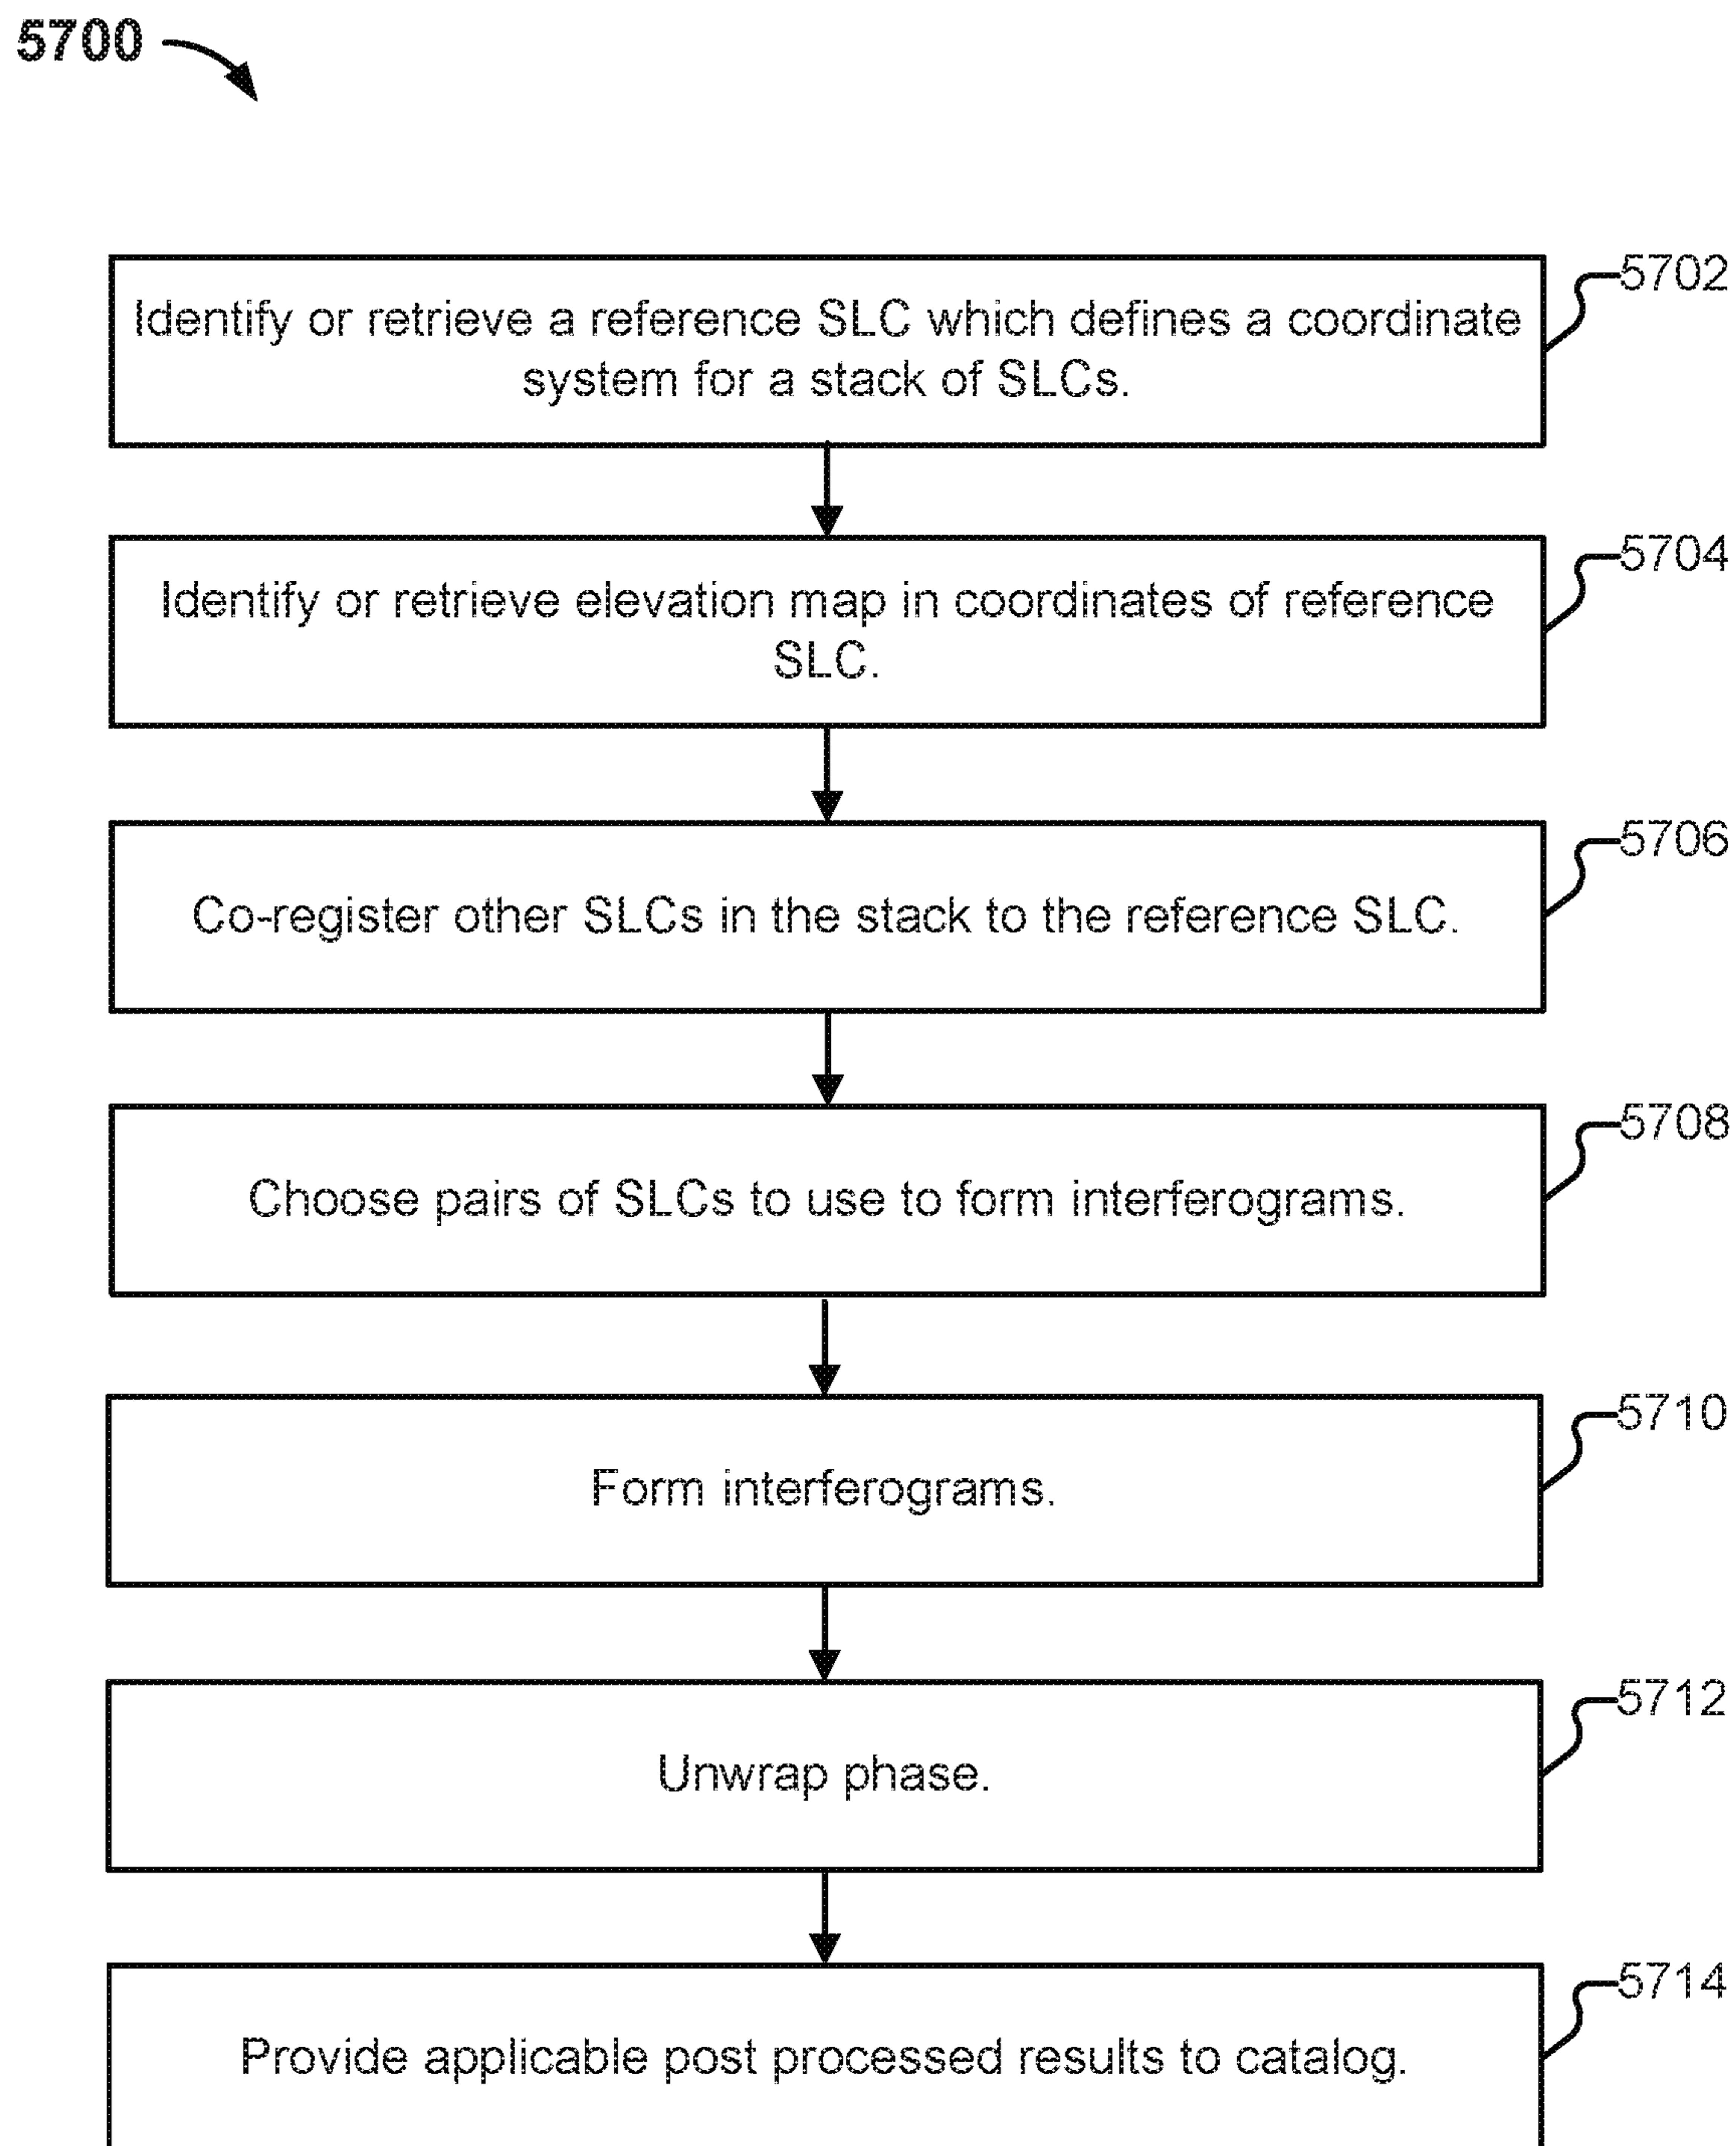 5700
5702
Identify or retrieve a reference SLC which defines a coordinate
system for a stack of SLCs.
5704
Identify or retrieve elevation map in coordinates of reference
SLC.
5706
Co-register other SLCs in the stack to the reference SLC.
5708
Choose pairs of SLCs to use to form interferograms.
5710
Form interferograms.
5712
Unwrap phase.
5714
Provide applicable post processed results to catalog.